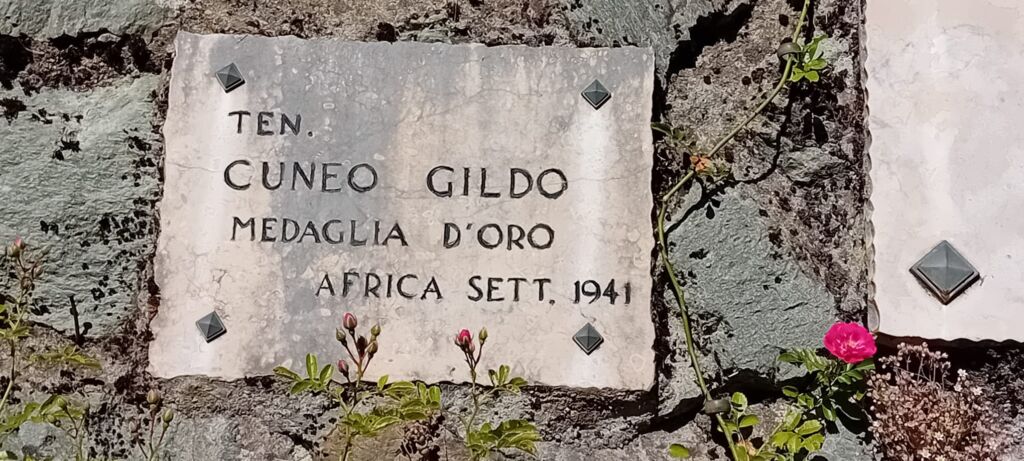 TEN.
CUNEO GILDO
MEDAGLIA D'ORO
AFRICA SETT. 1941